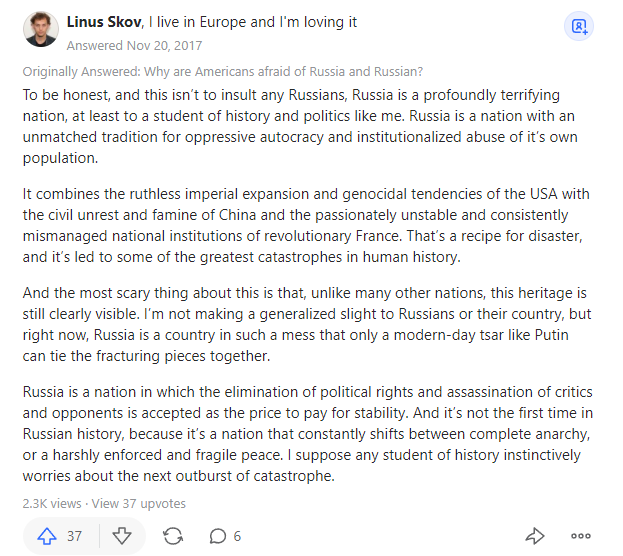 Linus Skov, I live in Europe and I'm loving it
Answered Nov 20, 2017
Originally Answered: Why are Americans afraid of Russia and Russian?
To be honest, and this isn’t to insult any Russians, Russia is a profoundly terrifying
nation, at least to a student of history and politics like me. Russia is a nation with an
unmatched tradition for oppressive autocracy and institutionalized abuse of it’s own
population.
It combines the ruthless imperial expansion and genocidal tendencies of the USA with
the civil unrest and famine of China and the passionately unstable and consistently
mismanaged national institutions of revolutionary France. That’s a recipe for disaster,
and it’s led to some of the greatest catastrophes in human history.
And the most scary thing about this is that, unlike many other nations, this heritage is
still clearly visible. I’m not making a generalized slight to Russians or their country, but
right now, Russia is a country in such a mess that only a modern-day tsar like Putin
can tie the fracturing pieces together.
Russia is a nation in which the elimination of political rights and assassination of critics
and opponents is accepted as the price to pay for stability. And it’s not the first time in
Russian history, because it’s a nation that constantly shifts between complete anarchy,
or a harshly enforced and fragile peace. I suppose any student of history instinctively
worries about the next outburst of catastrophe.
2.3K views · View 37 upvotes
37 6